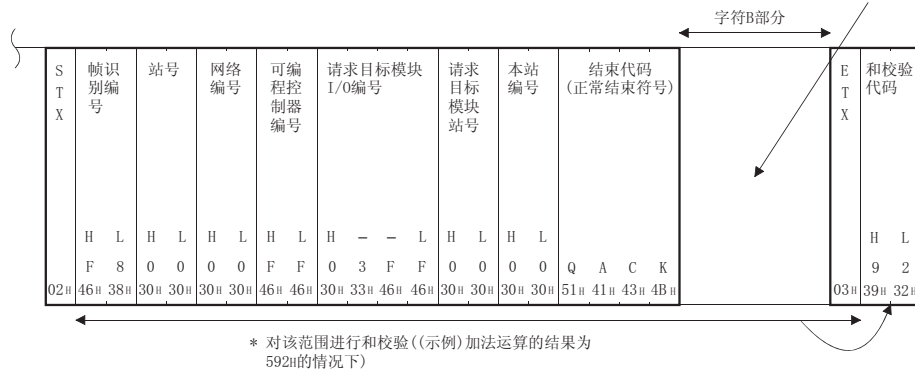 字符B部分
S
T
X
帧识
别编
号
站号
网络
编号
可编
程控
制器
编号
请求目标模块
I/O编号
请求
目标
模块
站号
本站
编号
结束代码
(正常结束符号)
E
T
X
和校验
代码
H L H L H L H L H － － L H L H L H L
F 8 0 0 0 0 F F 0 3 F F 0 0 0 0 Q A C K 9 2
02H 46H 38H 30H 30H 30H 30H 46H 46H 30H 33H 46H 46H 30H 30H 30H 30H 51H 41H 43H 4BH 03H 39H 32H
* 对该范围进行和校验((示例)加法运算的结果为
592H的情况下)